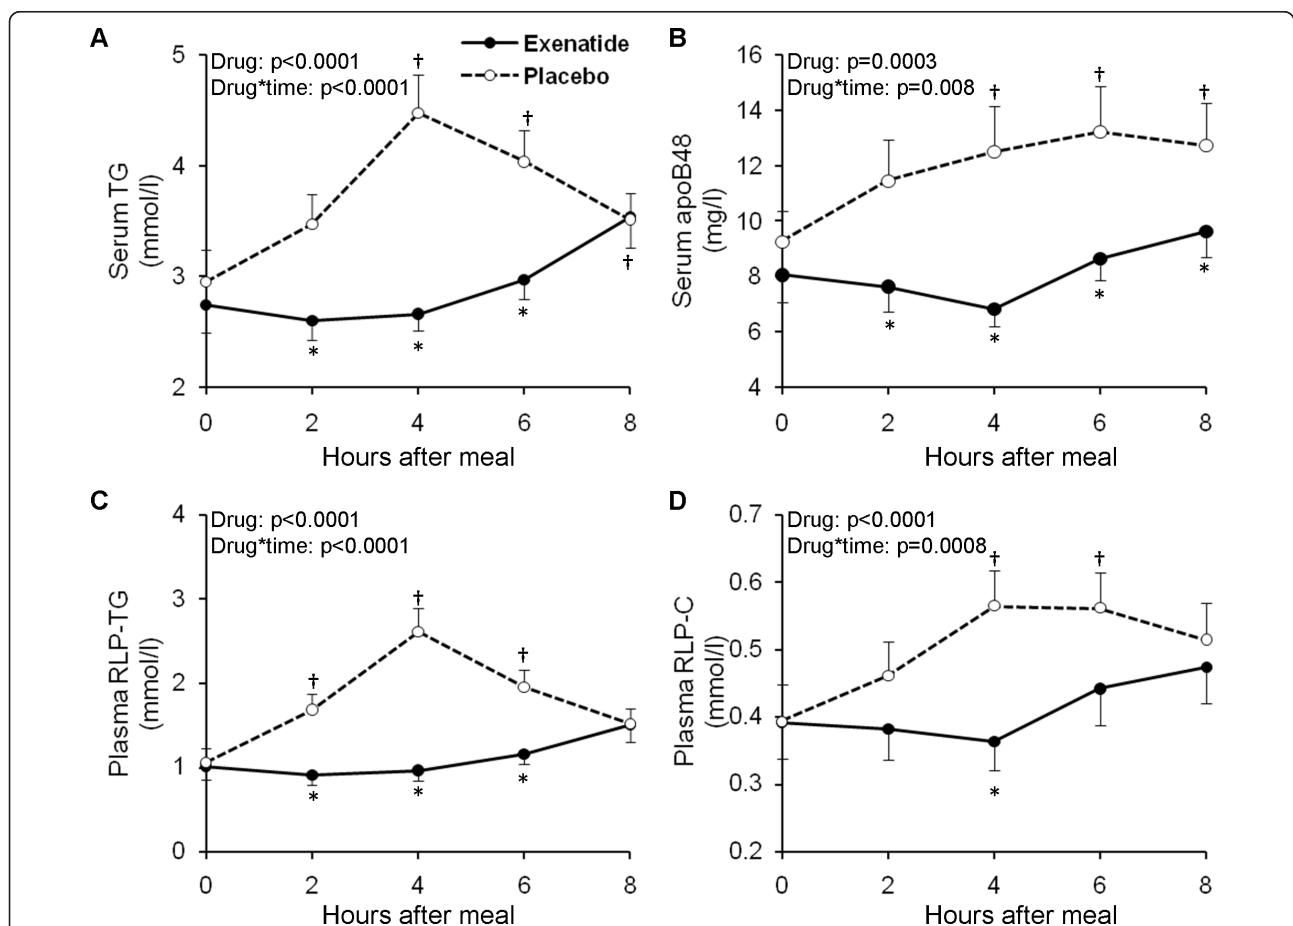 A
Exenatide
Placebo
Drug: p<0.0001
Drug*time: p<0.0001
5
4
3
2
Serum TG
(mmol/l)
†
†
†
*
*
*
0 2 4 6 8
Hours after meal
B
Drug: p=0.0003
Drug*time: p=0.008
16
14
12
10
8
6
4
Serum apoB48
(mg/l)
† † †
* * * *
0 2 4 6 8
Hours after meal
C
Drug: p<0.0001
Drug*time: p<0.0001
4
3
2
1
0
Plasma RLP-TG
(mmol/l)
† † †
* * *
0 2 4 6 8
Hours after meal
D
Drug: p<0.0001
Drug*time: p=0.0008
0.7
0.6
0.5
0.4
0.3
0.2
Plasma RLP-C
(mmol/l)
† †
*
0 2 4 6 8
Hours after meal